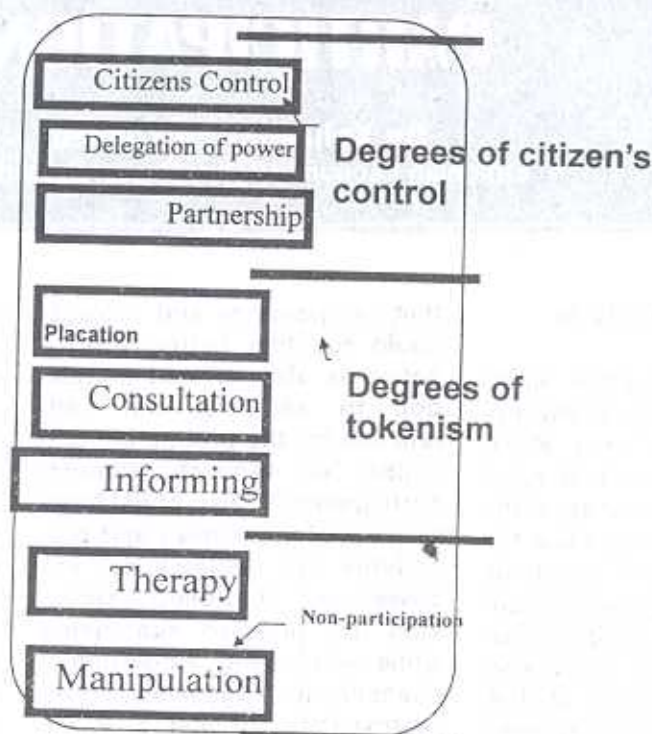 Citizens Control
Delegation of power
Partnership
Degrees of citizen's
control
Placation
Consultation
Informing
Degrees of
tokenism
Therapy
Non-participation
Manipulation